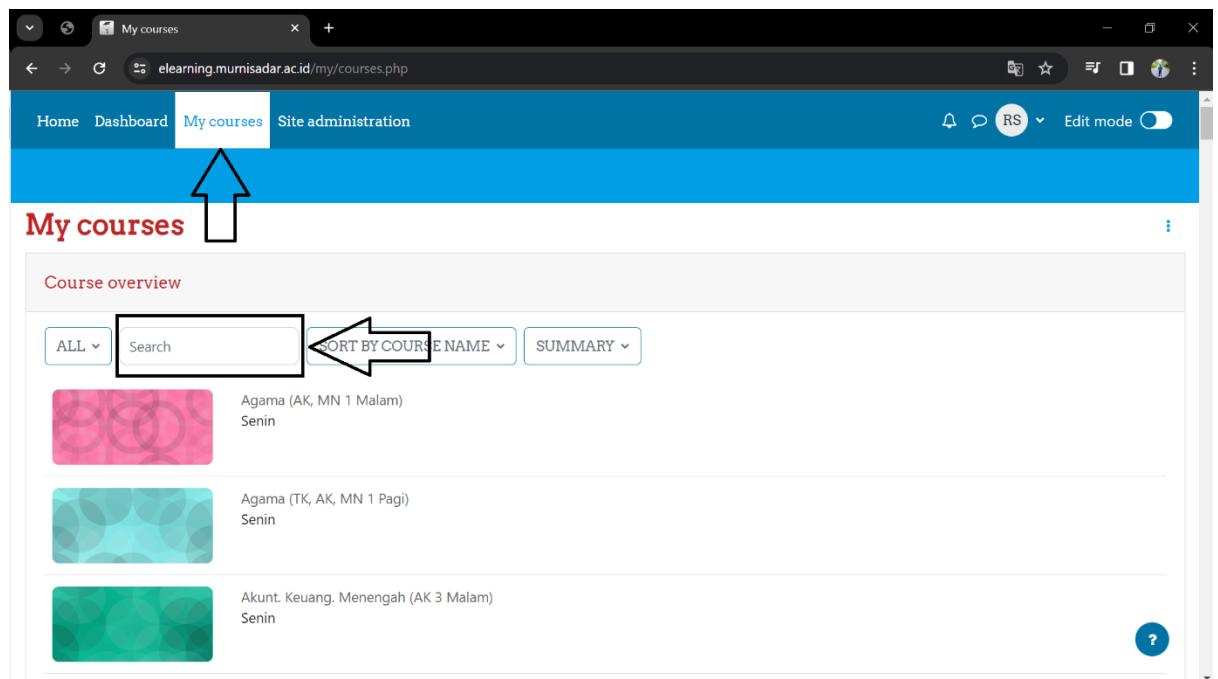 My courses
elearning.murnisadar.ac.id/my/courses.php
Home Dashboard My courses Site administration RS Edit mode
My courses
Course overview
ALL Search SORT BY COURSE NAME SUMMARY
Agama (AK, MN 1 Malam)
Senin
Agama (TK, AK, MN 1 Pagi)
Senin
Akunt. Keuang. Menengah (AK 3 Malam)
Senin
?